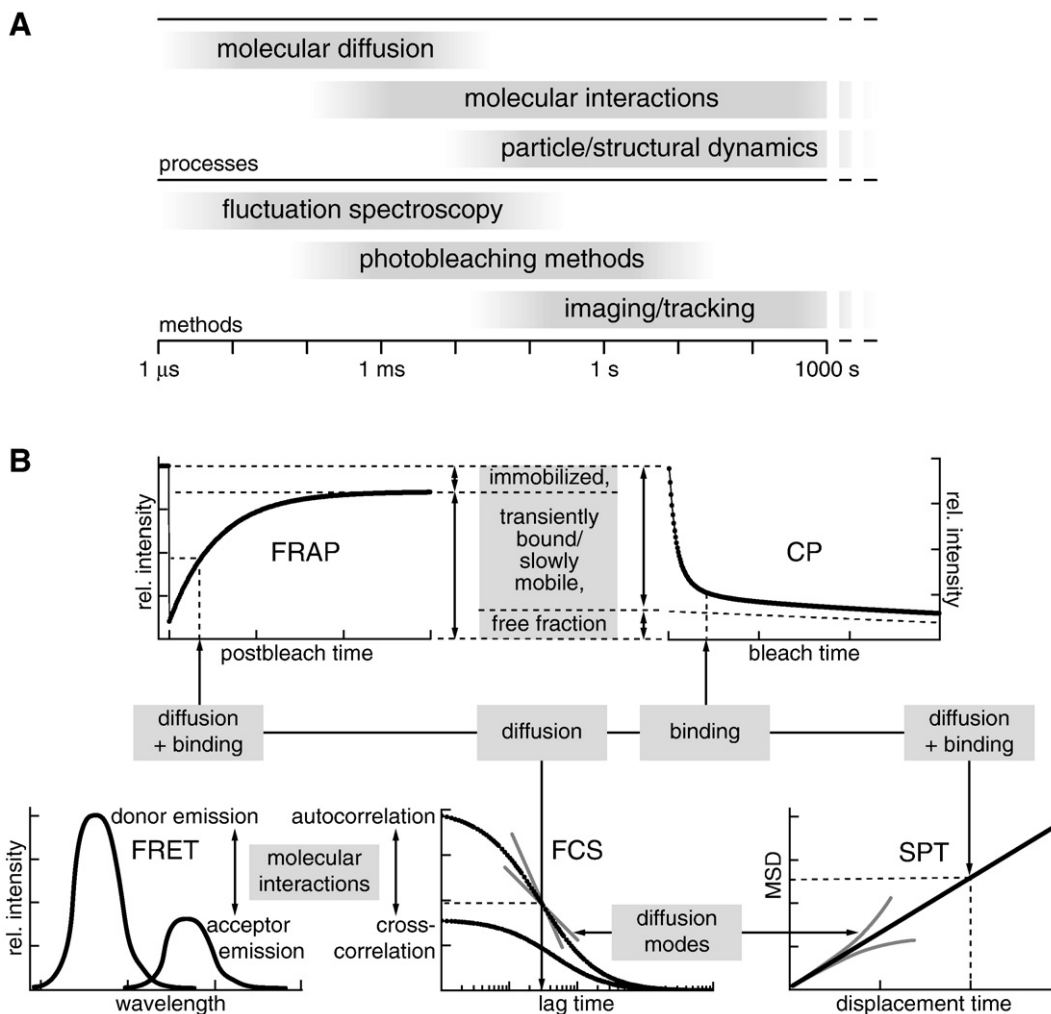 A
molecular diffusion
molecular interactions
particle/structural dynamics
processes
fluctuation spectroscopy
photobleaching methods
imaging/tracking
methods
1 µs
1 ms
1 s
1000 s
B
rel. intensity
FRAP
postbleach time
immobilized,
transiently
bound/
slowly
mobile,
free fraction
CP
rel. intensity
bleach time
diffusion
+ binding
diffusion
binding
diffusion
+ binding
rel. intensity
donor emission
FRET
acceptor
emission
wavelength
molecular
interactions
autocorrelation
cross-
correlation
FCS
lag time
diffusion
modes
MSD
SPT
displacement time